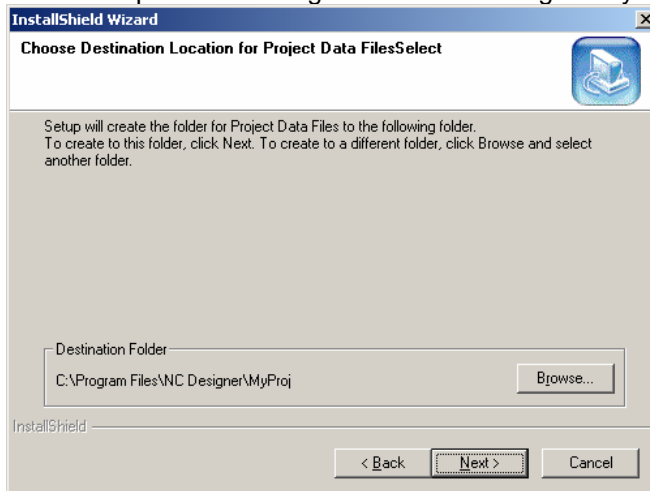 InstallShield Wizard
Choose Destination Location for Project Data FilesSelect
Setup will create the folder for Project Data Files to the following folder.
To create to this folder, click Next. To create to a different folder, click Browse and select
another folder.
Destination Folder
C:\Program Files\NC Designer\MyProj
Browse...
InstallShield
< Back
Next >
Cancel